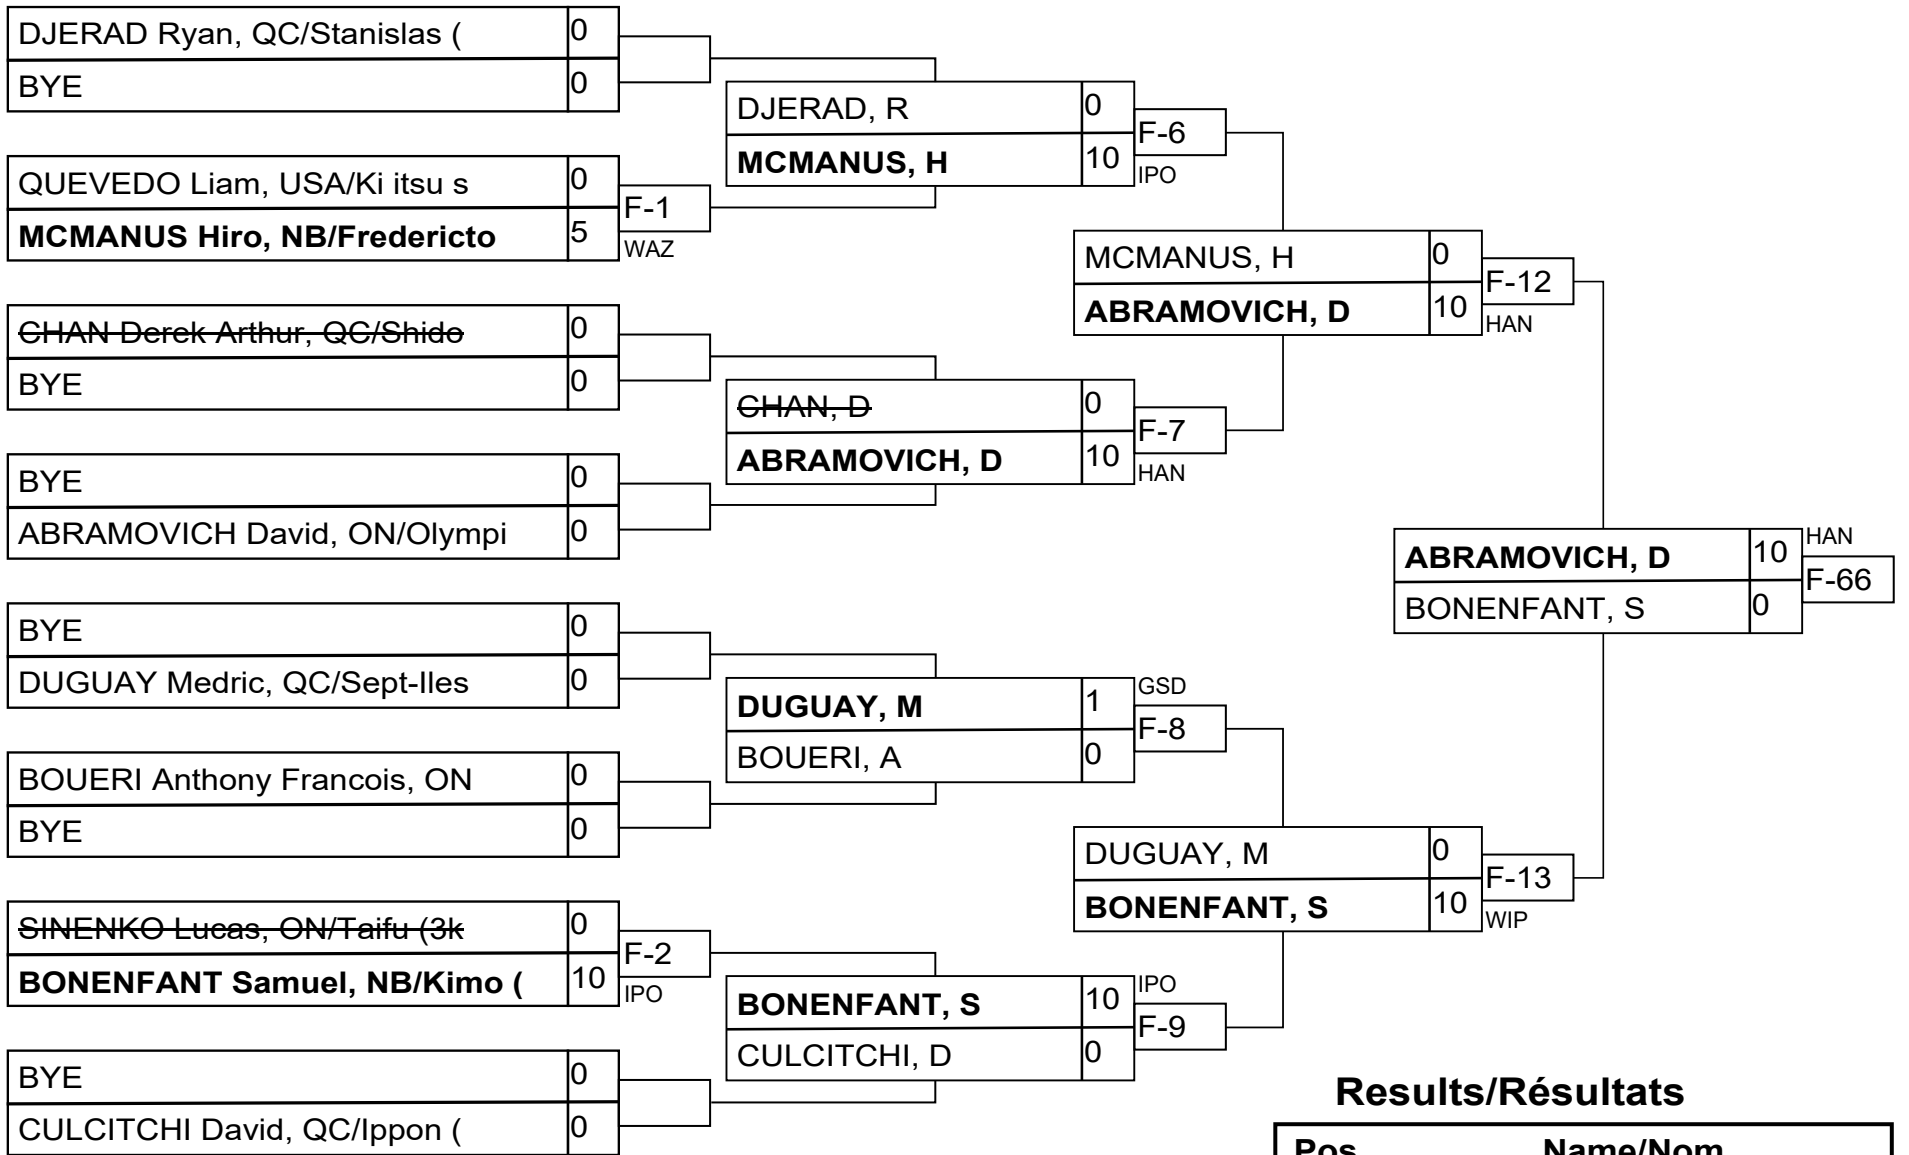 DJERAD Ryan, QC/Stanislas ( 0
BYE 0
QUEVEDO Liam, USA/Ki itsu s 0
MCMANUS Hiro, NB/Fredericto 5
F-1
WAZ
CHAN Derek Arthur, QC/Shido 0
BYE 0
BYE 0
ABRAMOVICH David, ON/Olympi 0
BYE 0
DUGUAY Medric, QC/Sept-Iles 0
BOUERI Anthony Francois, ON 0
BYE 0
SINENKO Lucas, ON/Taifu (3k 0
BONENFANT Samuel, NB/Kimo ( 10
F-2
IPO
BYE 0
CULCITCHI David, QC/Ippon ( 0
DJERAD, R 0
MCMANUS, H 10
F-6
IPO
CHAN, D 0
ABRAMOVICH, D 10
F-7
HAN
DUGUAY, M 1
BOUERI, A 0
GSD
F-8
BONENFANT, S 10
CULCITCHI, D 0
IPO
F-9
MCMANUS, H 0
ABRAMOVICH, D 10
F-12
HAN
DUGUAY, M 0
BONENFANT, S 10
F-13
WIP
ABRAMOVICH, D 10
BONENFANT, S 0
HAN
F-66
Results/Résultats
Pos Name/Nom